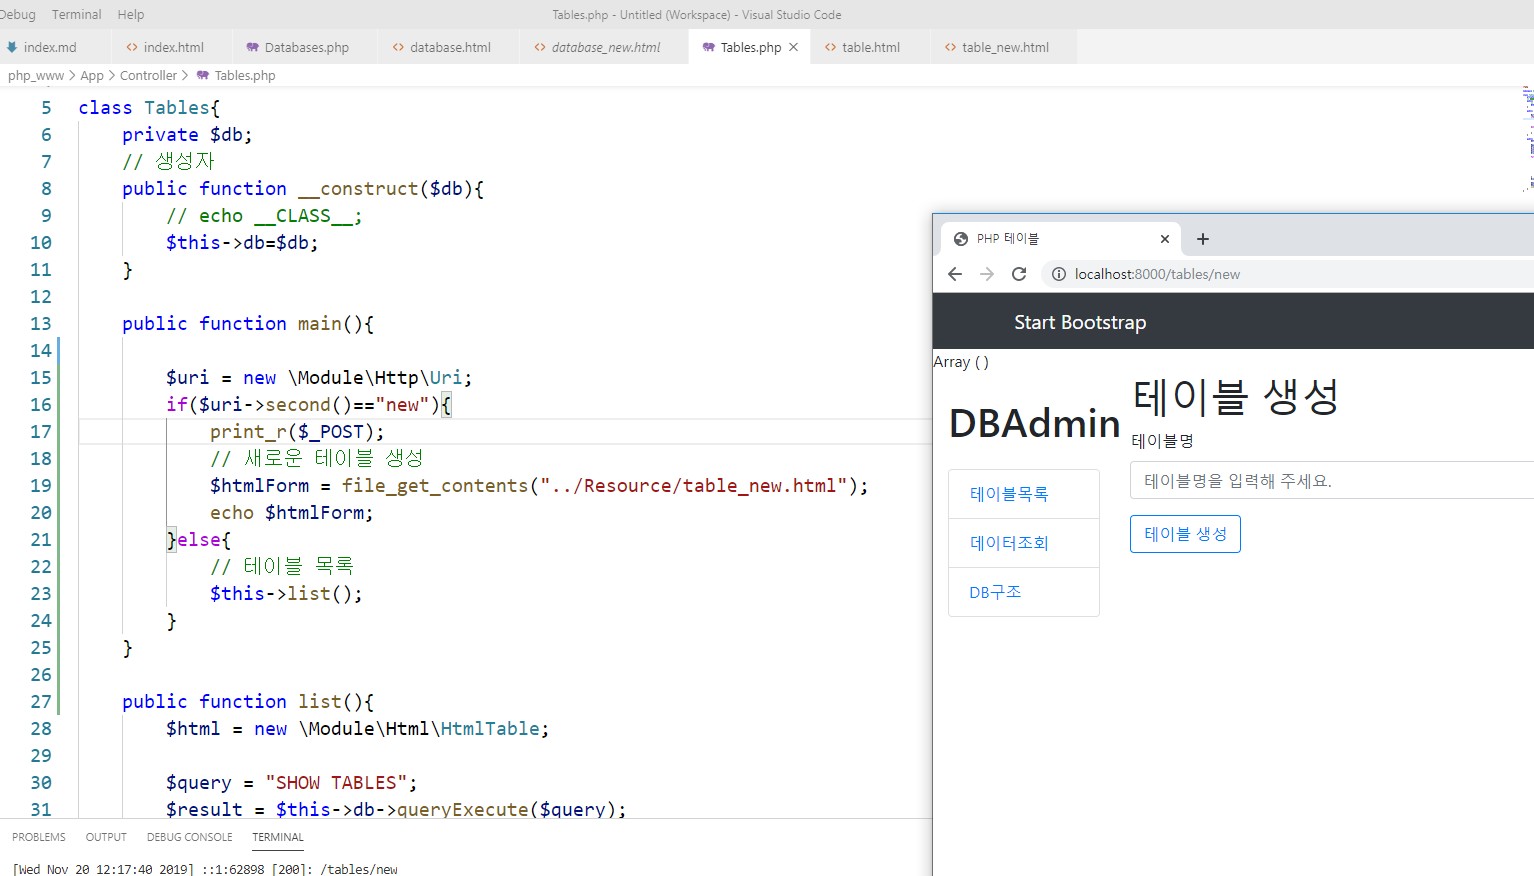 Debug Terminal Help
Tables.php - Untitled (Workspace) - Visual Studio Code
index.md index.html Databases.php database.html database_new.html Tables.php table.html table_new.html
php_www > App > Controller > Tables.php
5 class Tables{
6 private $db;
7 // 생성자
8 public function __construct($db){
9 // echo __CLASS__;
10 $this->db=$db;
11 }
12
13 public function main(){
14
15 $uri = new \Module\Http\Uri;
16 if($uri->second()=="new"){
17 print_r($_POST);
18 // 새로운 테이블 생성
19 $htmlForm = file_get_contents("../Resource/table_new.html");
20 echo $htmlForm;
21 }else{
22 // 테이블 목록
23 $this->list();
24 }
25 }
26
27 public function list(){
28 $html = new \Module\Html\HtmlTable;
29
30 $query = "SHOW TABLES";
31 $result = $this->db->queryExecute($query);
PROBLEMS OUTPUT DEBUG CONSOLE TERMINAL
[Wed Nov 20 12:17:40 2019] ::1:62898 [200]: /tables/new
PHP 테이블
localhost:8000/tables/new
Start Bootstrap
Array ( )
DBAdmin
테이블목록
데이터조회
DB구조
테이블 생성
테이블명
테이블명을 입력해 주세요.
테이블 생성